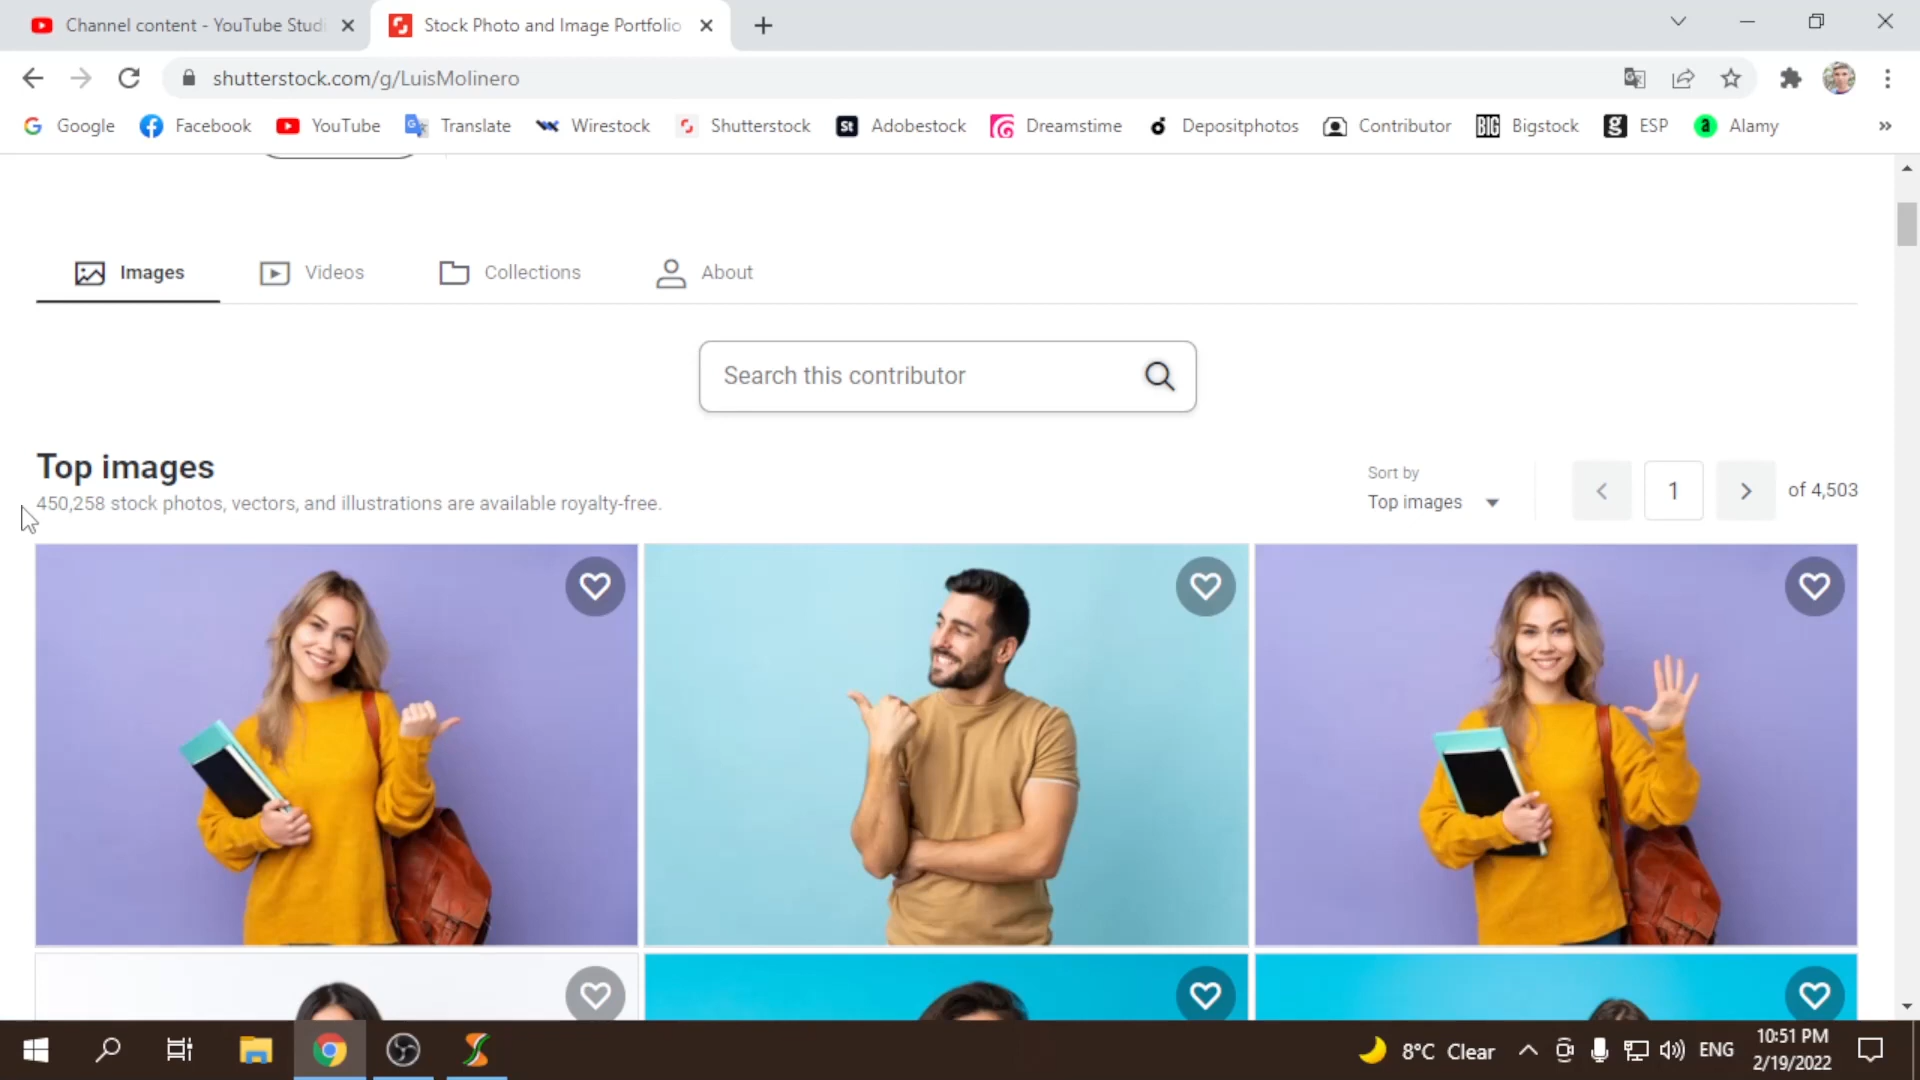 Channel content - YouTube Studi
Stock Photo and Image Portfolio
shutterstock.com/g/LuisMolinero
Google Facebook YouTube Translate Wirestock Shutterstock Adobestock Dreamstime Depositphotos Contributor Bigstock ESP Alamy
Images Videos Collections About
Search this contributor
Top images
450,258 stock photos, vectors, and illustrations are available royalty-free.
Sort by
Top images
1
of 4,503
8°C Clear
ENG
10:51 PM
2/19/2022